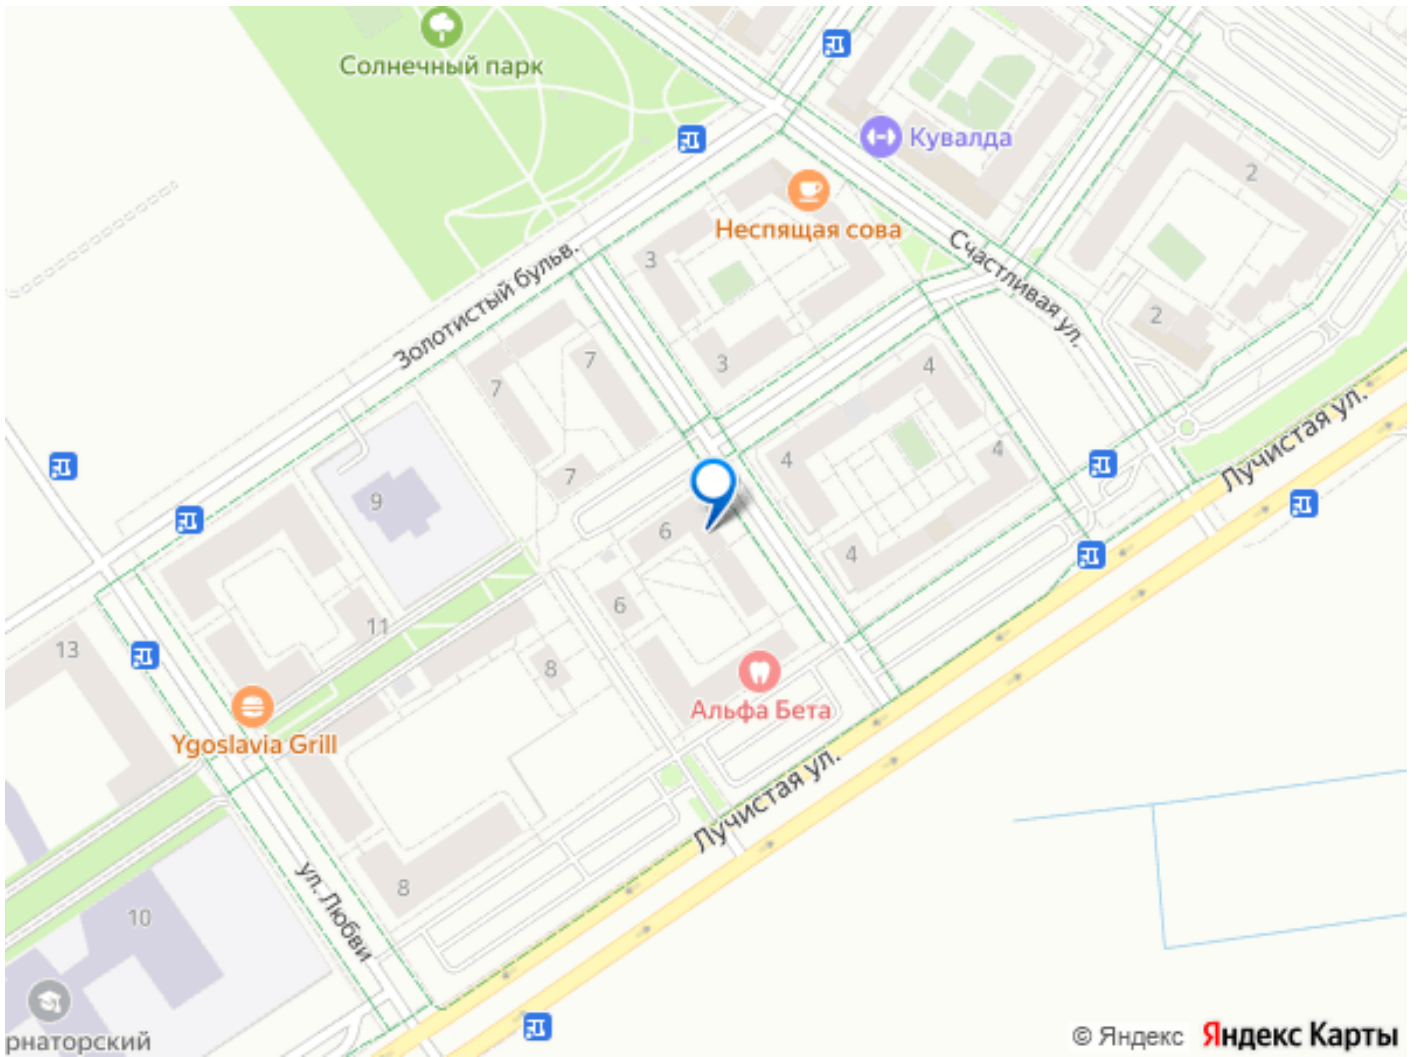 Солнечный парк
Кувалда
2
Неспящая сова
3
Счастливая ул.
Золотистый бульв.
2
7
3
4
7
Лучистая ул.
4
4
7
9
6
4
6
11
13
8
Альфа Бета
Ygoslavia Grill
Лучистая ул.
8
ул. Любви
10
рнаторский
© Яндекс Яндекс Карты